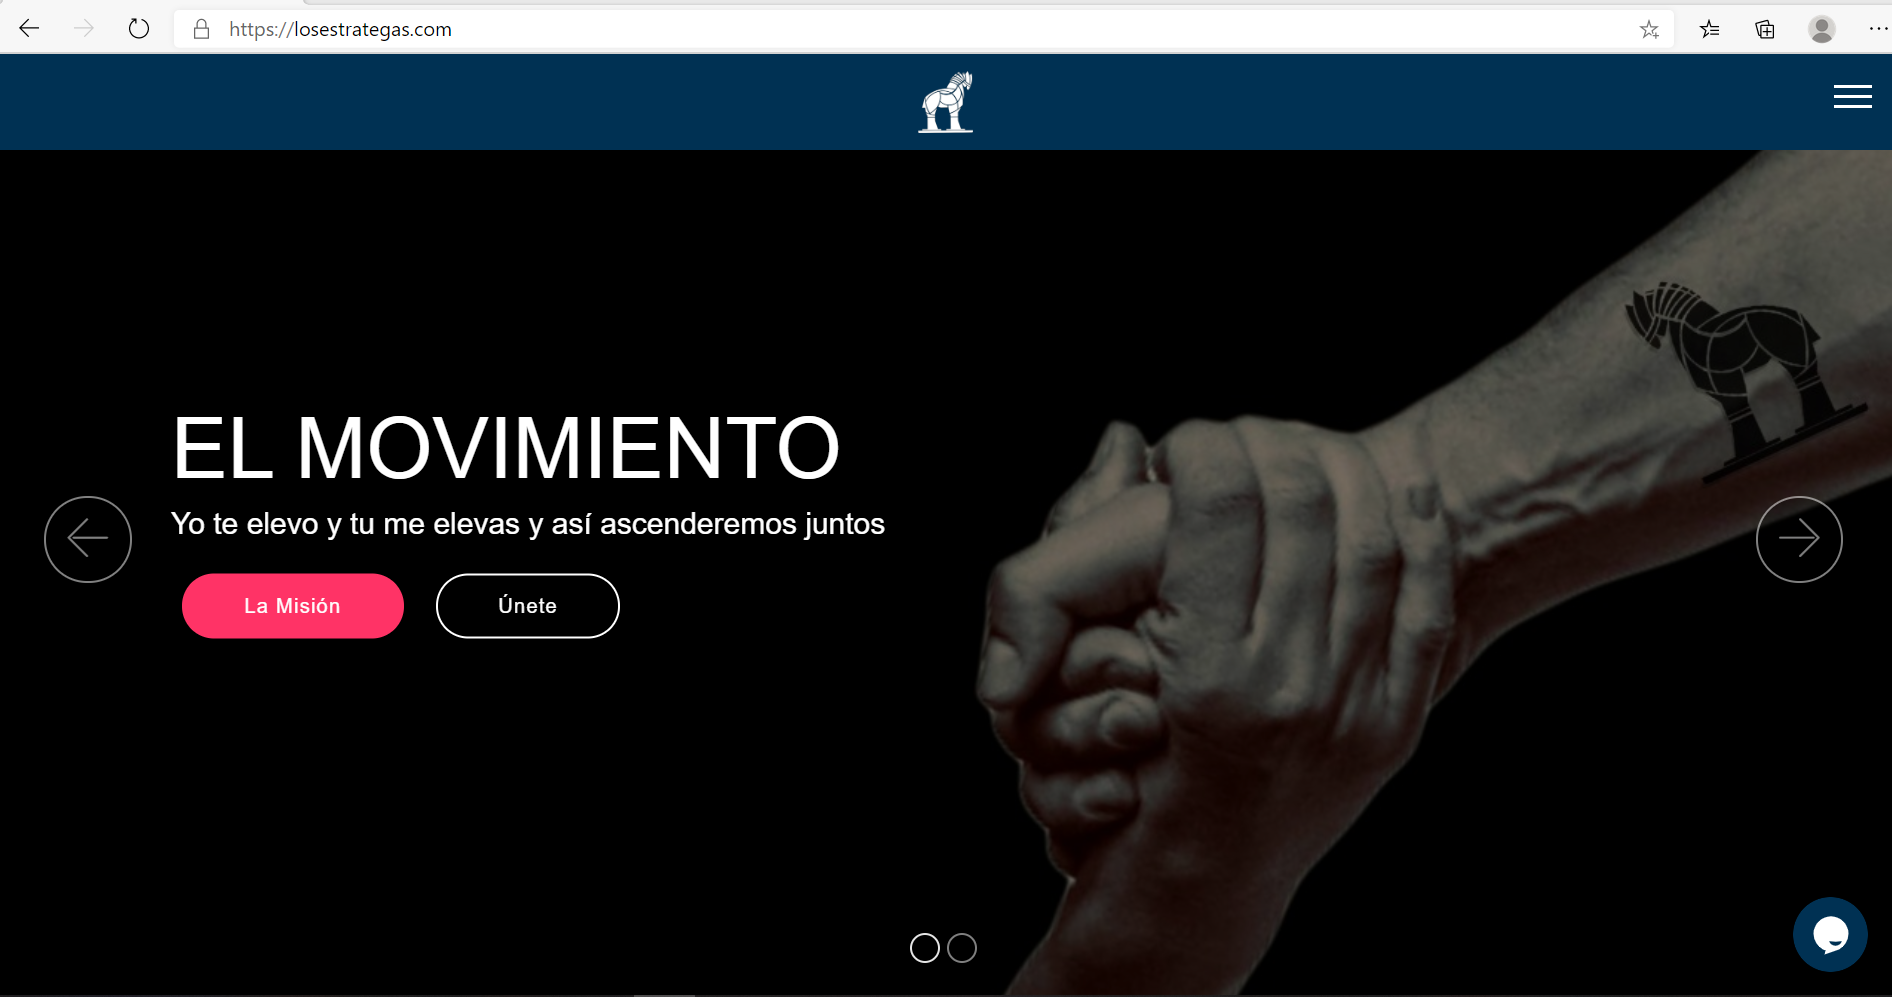 https://losestrategas.com
EL MOVIMIENTO
Yo te elevo y tu me elevas y así ascenderemos juntos
La Misión
Únete